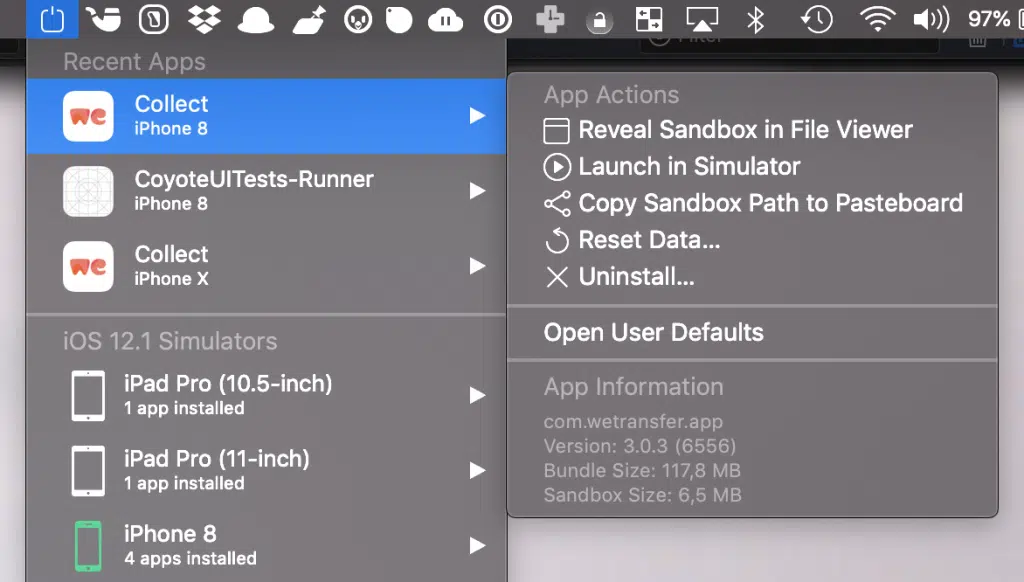 97%
Filter
Recent Apps
we
Collect
iPhone 8
CoyoteUITests-Runner
iPhone 8
we
Collect
iPhone X
iOS 12.1 Simulators
iPad Pro (10.5-inch)
1 app installed
iPad Pro (11-inch)
1 app installed
iPhone 8
4 apps installed
App Actions
Reveal Sandbox in File Viewer
Launch in Simulator
Copy Sandbox Path to Pasteboard
Reset Data...
Uninstall...
Open User Defaults
App Information
com.wetransfer.app
Version: 3.0.3 (6556)
Bundle Size: 117,8 MB
Sandbox Size: 6,5 MB